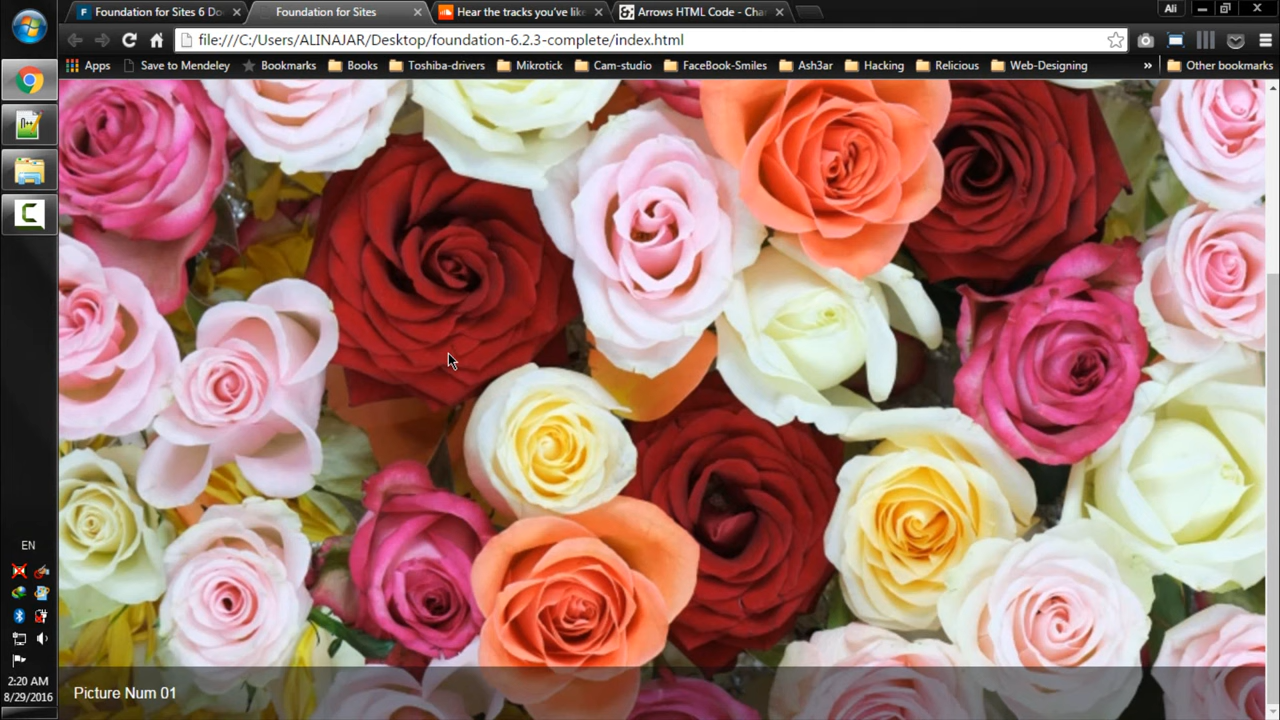 Foundation for Sites 6 Do
Foundation for Sites
Hear the tracks you've like
Arrows HTML Code - Char
Ali
file:///C:/Users/ALINAJAR/Desktop/foundation-6.2.3-complete/index.html
Apps
Save to Mendeley
Bookmarks
Books
Toshiba-drivers
Mikrotick
Cam-studio
FaceBook-Smiles
Ash3ar
Hacking
Relicious
Web-Designing
»
Other bookmarks
EN
2:20 AM
8/29/2016
Picture Num 01